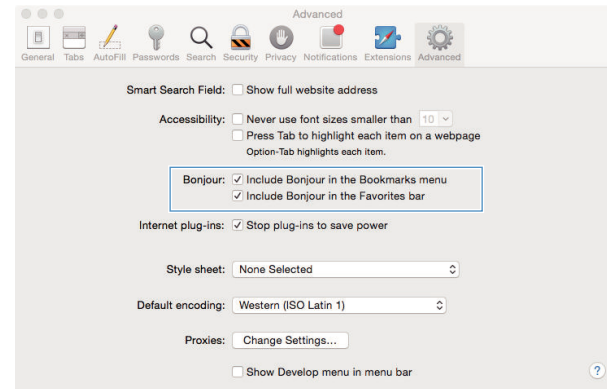 Advanced
General Tabs AutoFill Passwords Search Security Privacy Notifications Extensions Advanced
Smart Search Field: Show full website address
Accessibility: Never use font sizes smaller than 10
Press Tab to highlight each item on a webpage
Option-Tab highlights each item.
Bonjour: Include Bonjour in the Bookmarks menu
Include Bonjour in the Favorites bar
Internet plug-ins: Stop plug-ins to save power
Style sheet: None Selected
Default encoding: Western (ISO Latin 1)
Proxies: Change Settings...
Show Develop menu in menu bar
?